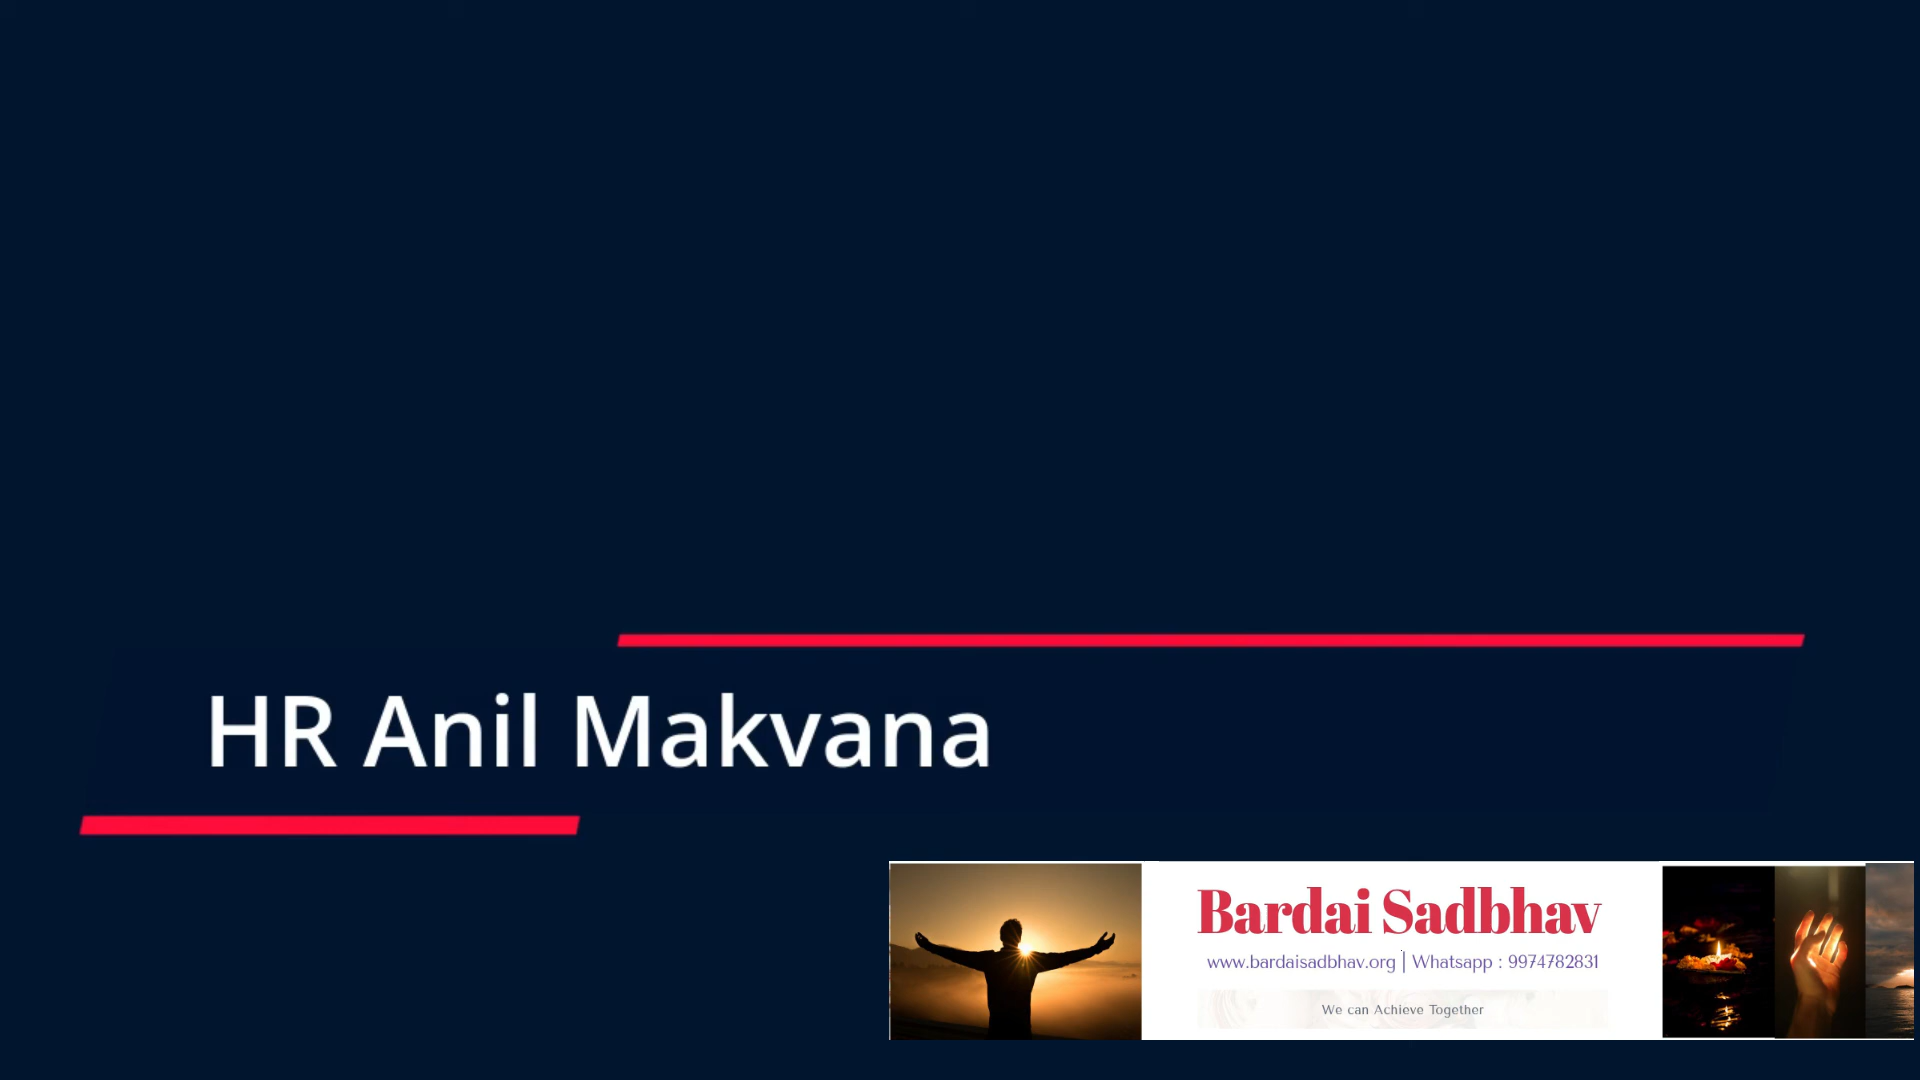 HR Anil Makvana
Bardai Sadbhav
www.bardaisadbhav.org | Whatsapp : 9974782831
We can Achieve Together